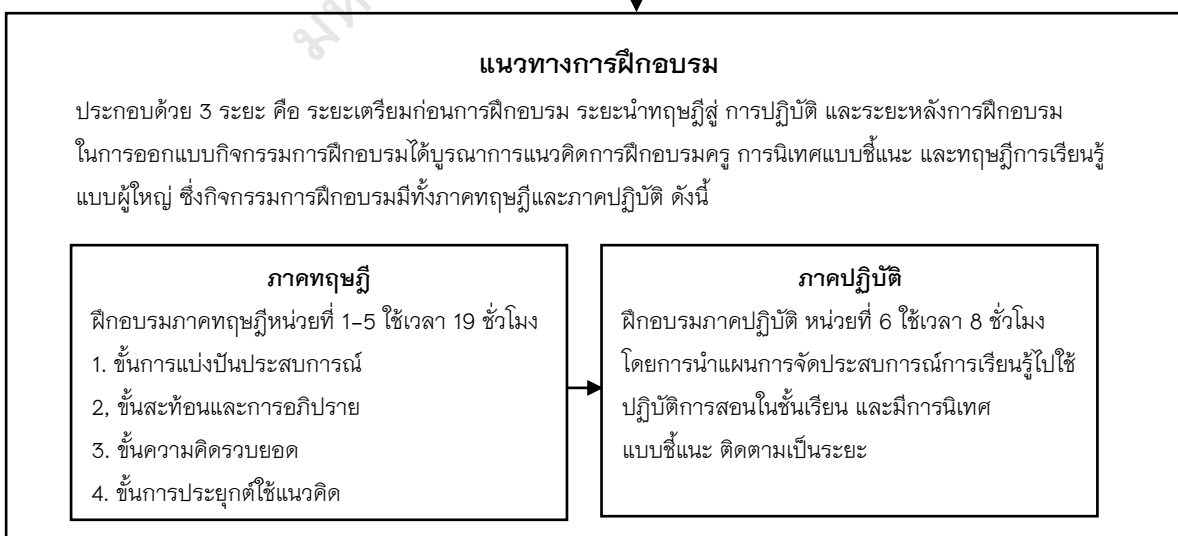 แนวทางการฝึกอบรม
ประกอบด้วย 3 ระยะ คือ ระยะเตรียมก่อนการฝึกอบรม ระยะนำทฤษฎีสู่ การปฏิบัติ และระยะหลังการฝึกอบรม
ในการออกแบบกิจกรรมการฝึกอบรมได้บูรณาการแนวคิดการฝึกอบรมครู การนิเทศแบบชี้แนะ และทฤษฎีการเรียนรู้
แบบผู้ใหญ่ ซึ่งกิจกรรมการฝึกอบรมมีทั้งภาคทฤษฎีและภาคปฏิบัติ ดังนี้
ภาคทฤษฎี
ฝึกอบรมภาคทฤษฎีหน่วยที่ 1–5 ใช้เวลา 19 ชั่วโมง
1. ขั้นการแบ่งปันประสบการณ์
2, ขั้นสะท้อนและการอภิปราย
3. ขั้นความคิดรวบยอด
4. ขั้นการประยุกต์ใช้แนวคิด
ภาคปฏิบัติ
ฝึกอบรมภาคปฏิบัติ หน่วยที่ 6 ใช้เวลา 8 ชั่วโมง
โดยการนำแผนการจัดประสบการณ์การเรียนรู้ไปใช้
ปฏิบัติการสอนในชั้นเรียน และมีการนิเทศ
แบบชี้แนะ ติดตามเป็นระยะ